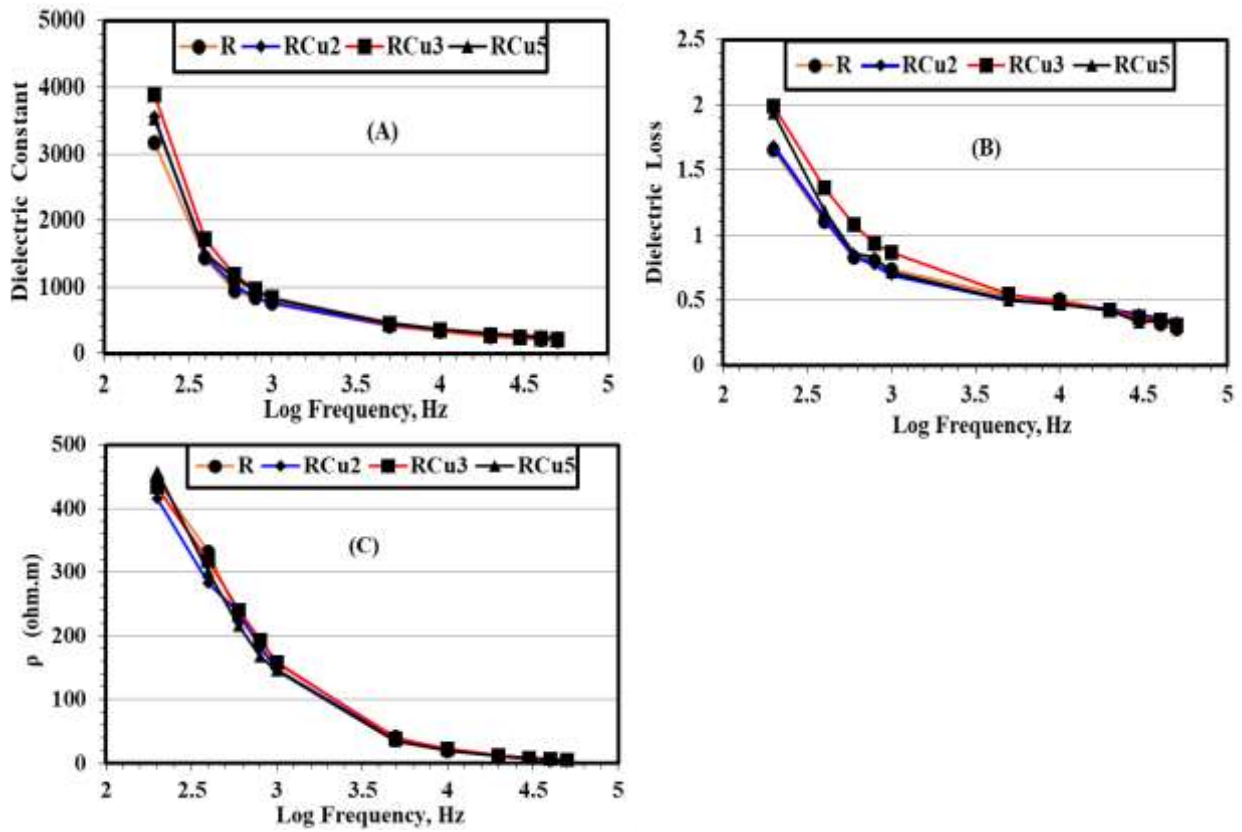 5000
4000
3000
2000
1000
0
Dielectric Constant
R RCu2 RCu3 RCu5
(A)
2 2.5 3 3.5 4 4.5 5
Log Frequency, Hz
2.5
2
1.5
1
0.5
0
Dielectric Loss
R RCu2 RCu3 RCu5
(B)
2 2.5 3 3.5 4 4.5 5
Log Frequency, Hz
500
400
300
200
100
0
ρ (ohm.m)
R RCu2 RCu3 RCu5
(C)
2 2.5 3 3.5 4 4.5 5
Log Frequency, Hz